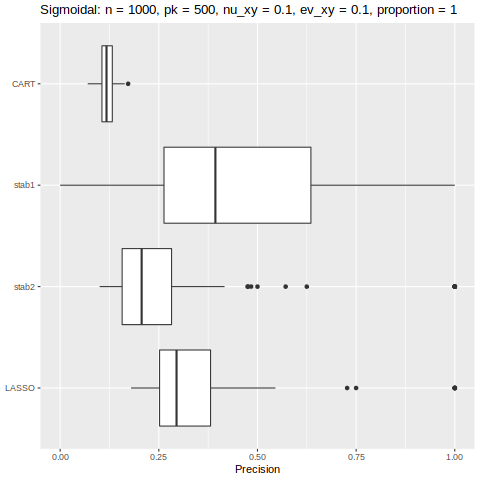 Sigmoidal: n = 1000, pk = 500, nu_xy = 0.1, ev_xy = 0.1, proportion = 1
CART
stab1
stab2
LASSO
0.00 0.25 0.50 0.75 1.00
Precision